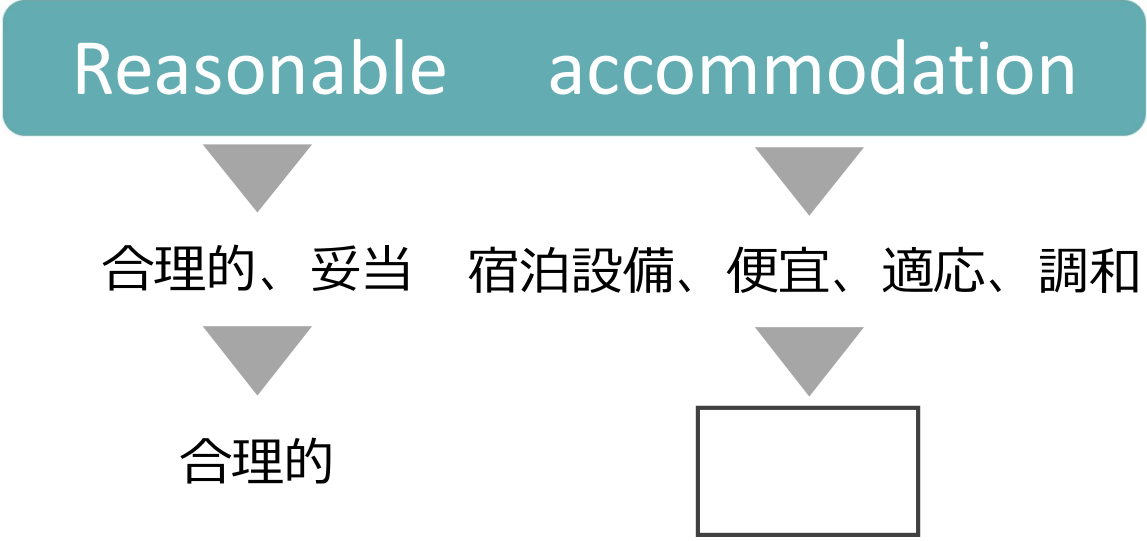 Reasonable accommodation
合理的、妥当 宿泊設備、便宜、適応、調和
合理的